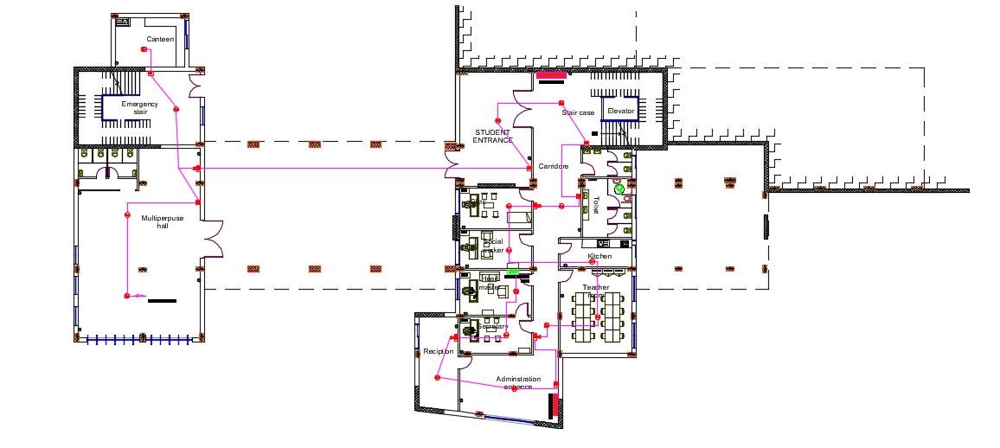 Canteen
Emergency
stair
Stair case
Elevator
STUDENT
ENTRANCE
Carridore
Toilet
Multiperpuse
hall
Social
worker
Kitchen
Head
master
Teacher
room
Secretary
Reciption
Adminstration
entrance